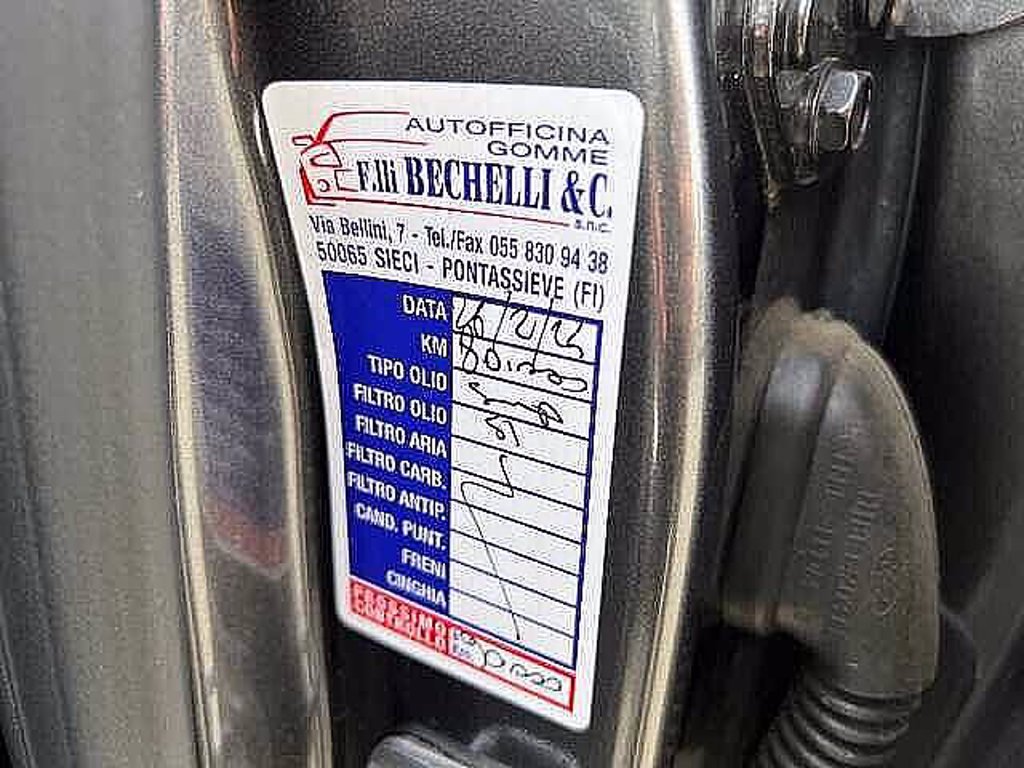 AUTOFFICINA
GOMME
F.lli BECHELLI & C.
s.n.c.
Via Bellini, 7 - Tel./Fax 055 830 94 38
50065 SIECI - PONTASSIEVE (FI)
DATA
KM
TIPO OLIO
FILTRO OLIO
FILTRO ARIA
FILTRO CARB.
FILTRO ANTIP.
CAND. PUNT.
FRENI
CINGHIA
PROSSIMO
CONTROLLO